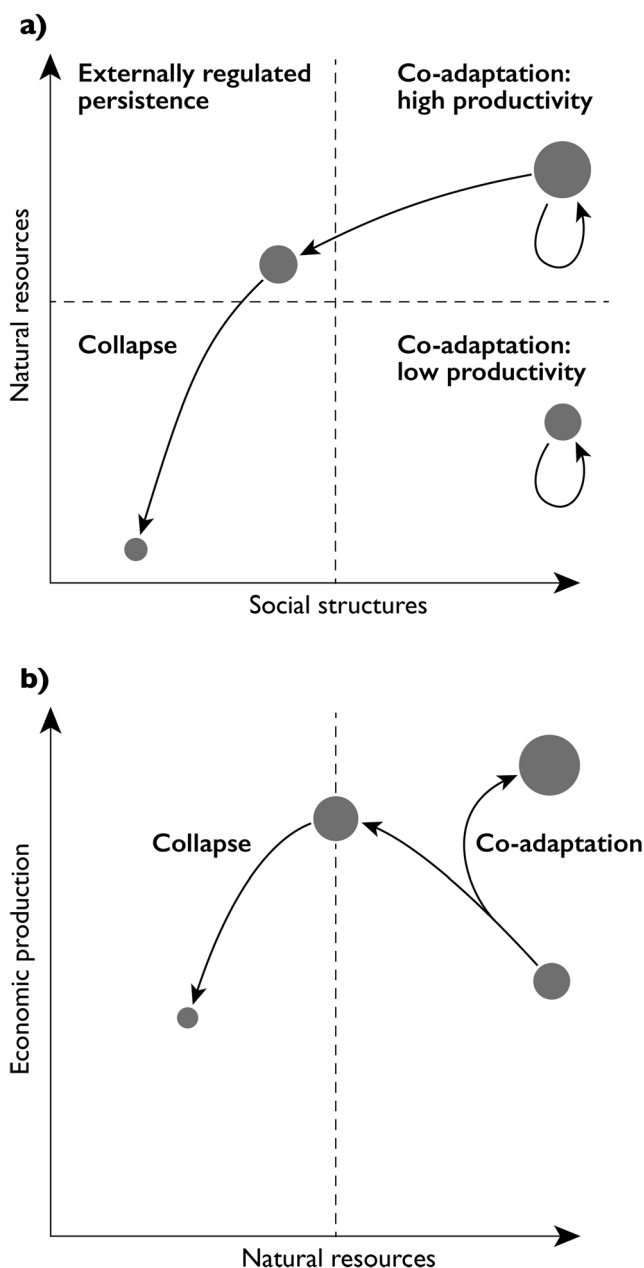 a)
Externally regulated
persistence
Co-adaptation:
high productivity
Natural resources
Collapse
Co-adaptation:
low productivity
Social structures
b)
Collapse
Co-adaptation
Economic production
Natural resources